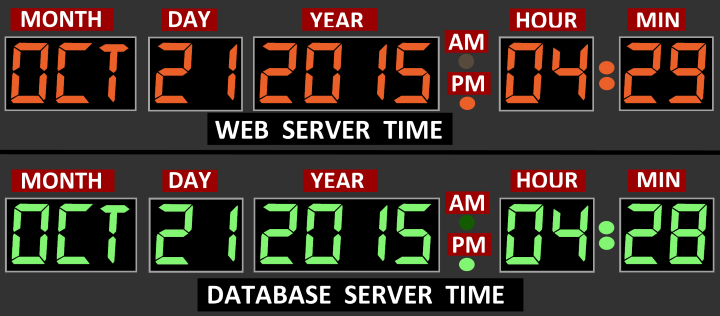 MONTH DAY YEAR HOUR MIN
OCT 21 2015 AM PM 04:29
WEB SERVER TIME
MONTH DAY YEAR HOUR MIN
OCT 21 2015 AM PM 04:28
DATABASE SERVER TIME